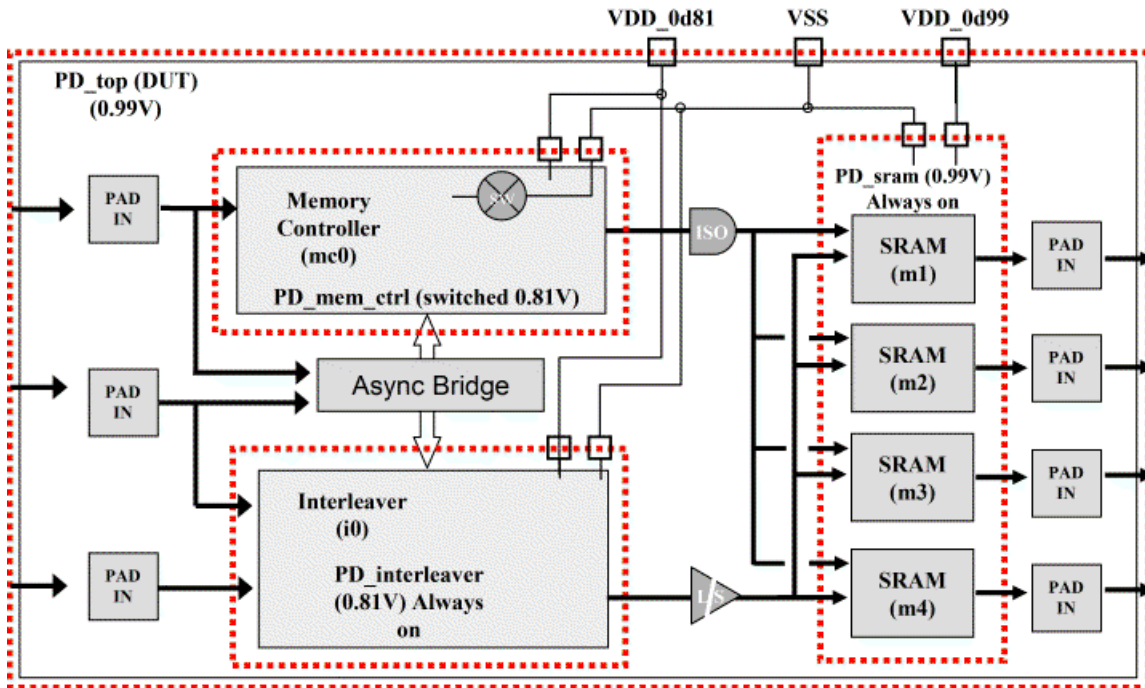 VDD_0d81 VSS VDD_0d99
PD_top (DUT)
(0.99V)
PAD
IN
Memory
Controller
(mc0)
SW
PD_mem_ctrl (switched 0.81V)
ISO
PD_sram (0.99V)
Always on
SRAM
(m1)
PAD
IN
PAD
IN
Async Bridge
SRAM
(m2)
PAD
IN
SRAM
(m3)
PAD
IN
Interleaver
(i0)
PD_interleaver
(0.81V) Always
on
PAD
IN
L/S
SRAM
(m4)
PAD
IN